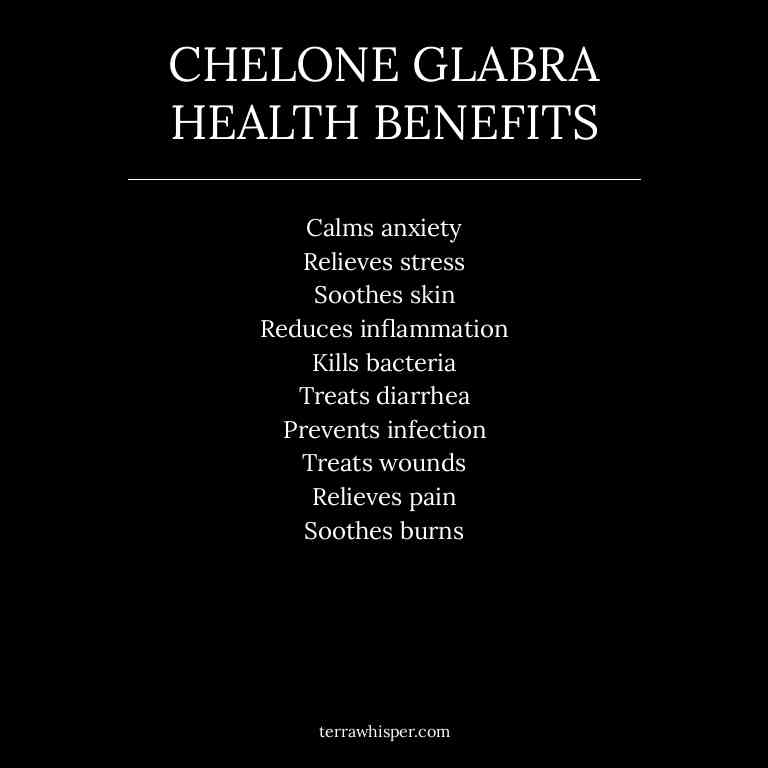 CHELONE GLABRA
HEALTH BENEFITS
Calms anxiety
Relieves stress
Soothes skin
Reduces inflammation
Kills bacteria
Treats diarrhea
Prevents infection
Treats wounds
Relieves pain
Soothes burns
terrawhisper.com